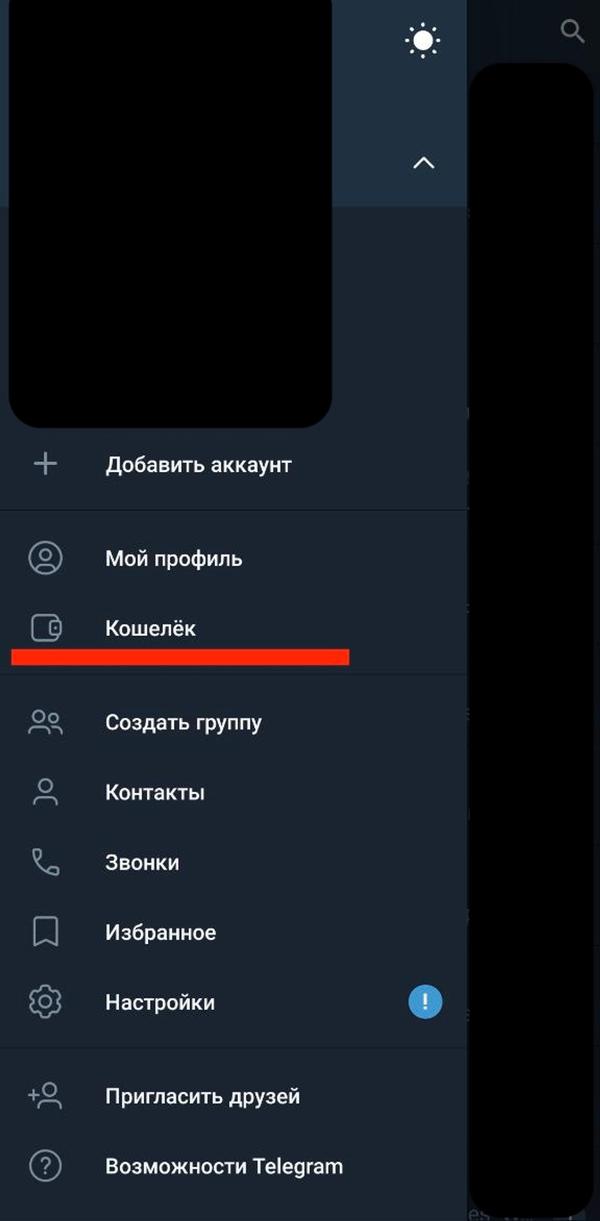 Добавить аккаунт
Мой профиль
Кошелёк
Создать группу
Контакты
Звонки
Избранное
Настройки
!
Пригласить друзей
Возможности Telegram